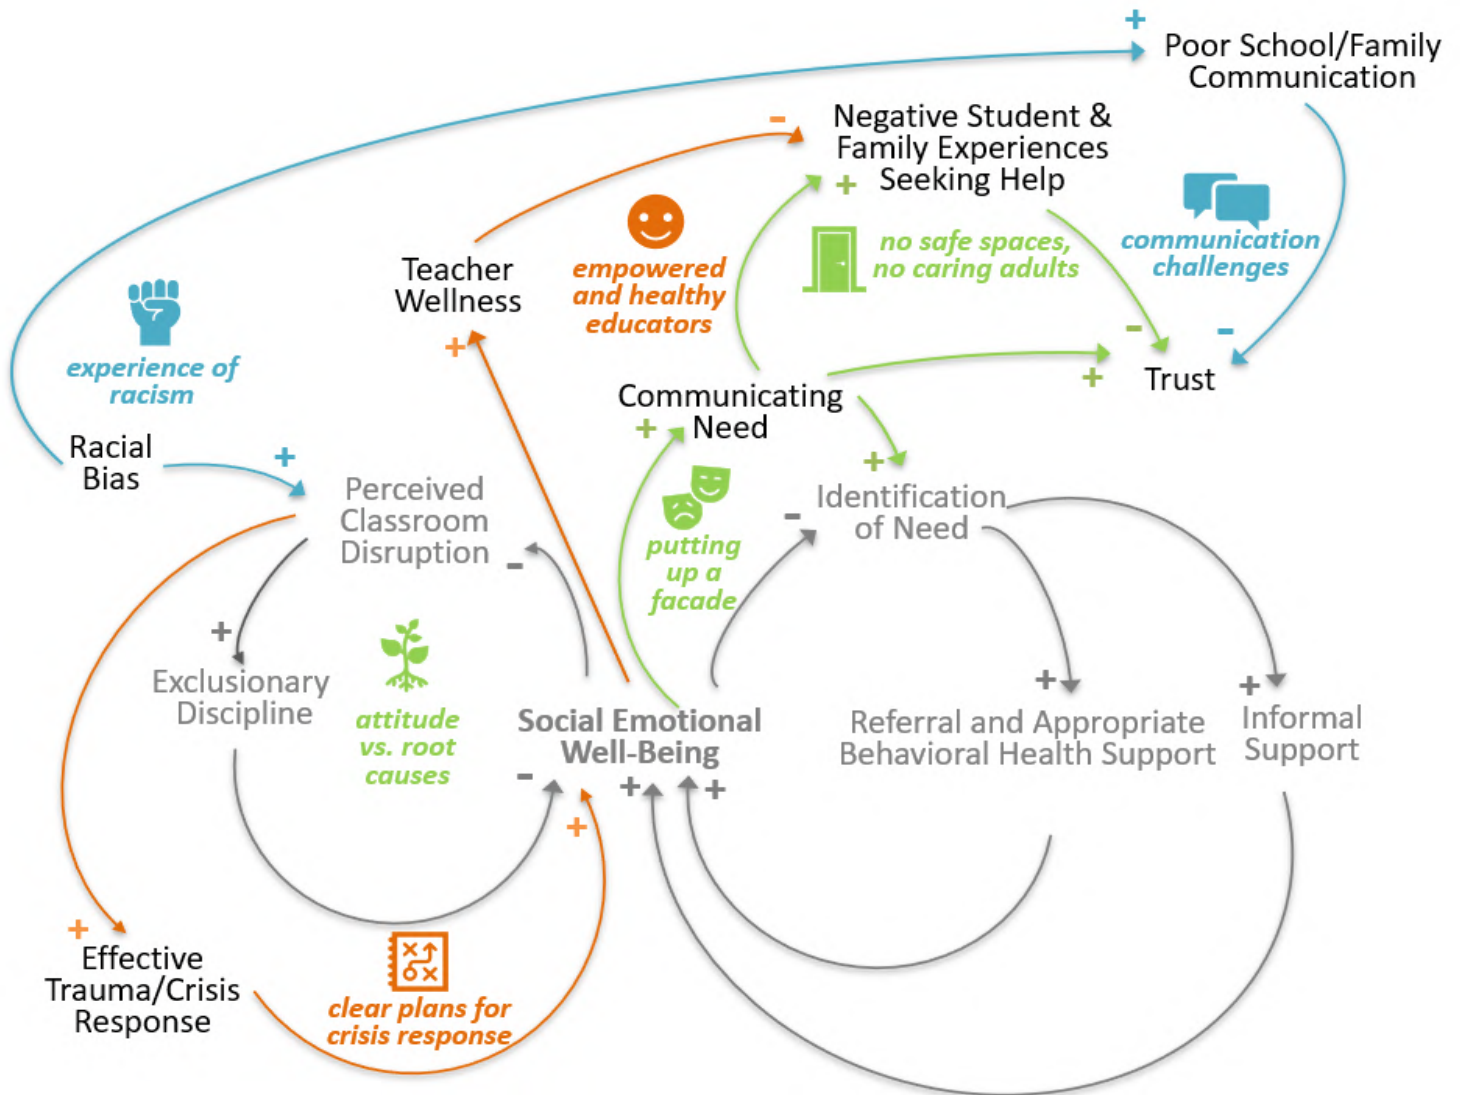 +
Poor School/Family
Communication
-
Negative Student &
Family Experiences
Seeking Help
+
no safe spaces,
no caring adults
communication
challenges
Teacher
Wellness
+
empowered
and healthy
educators
experience of
racism
-
-
Trust
+
Communicating
Need
+
Racial
Bias
+
+
Identification
of Need
-
Perceived
Classroom
Disruption
-
putting
up a
facade
+
Exclusionary
Discipline
attitude
vs. root
causes
Social Emotional
Well-Being
-
+
+
+
+
Referral and Appropriate
Behavioral Health Support
+
Informal
Support
+
Effective
Trauma/Crisis
Response
clear plans for
crisis response